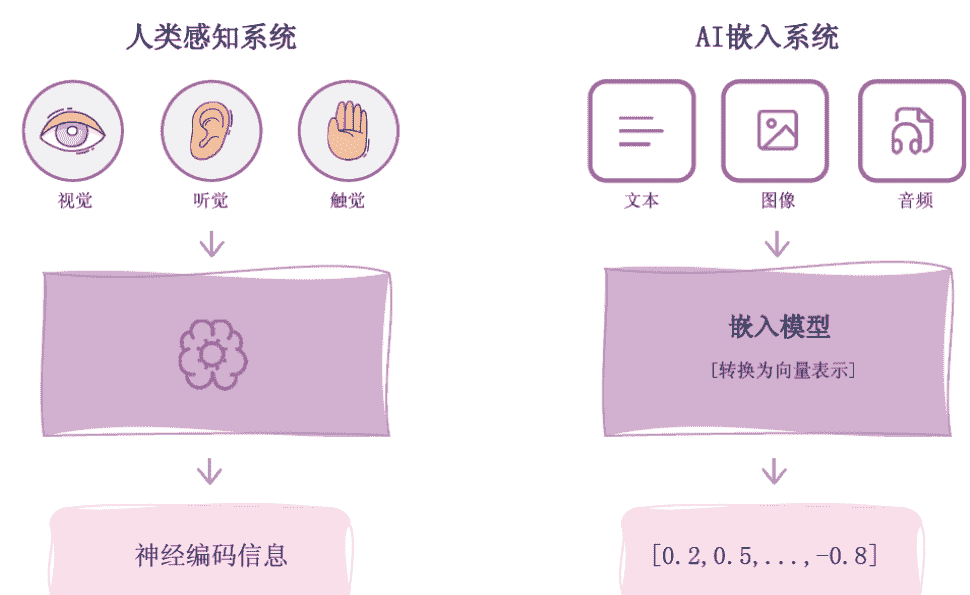 人类感知系统
AI嵌入系统
视觉
听觉
触觉
文本
图像
音频
嵌入模型
[转换为向量表示]
神经编码信息
[0.2,0.5,...,-0.8]